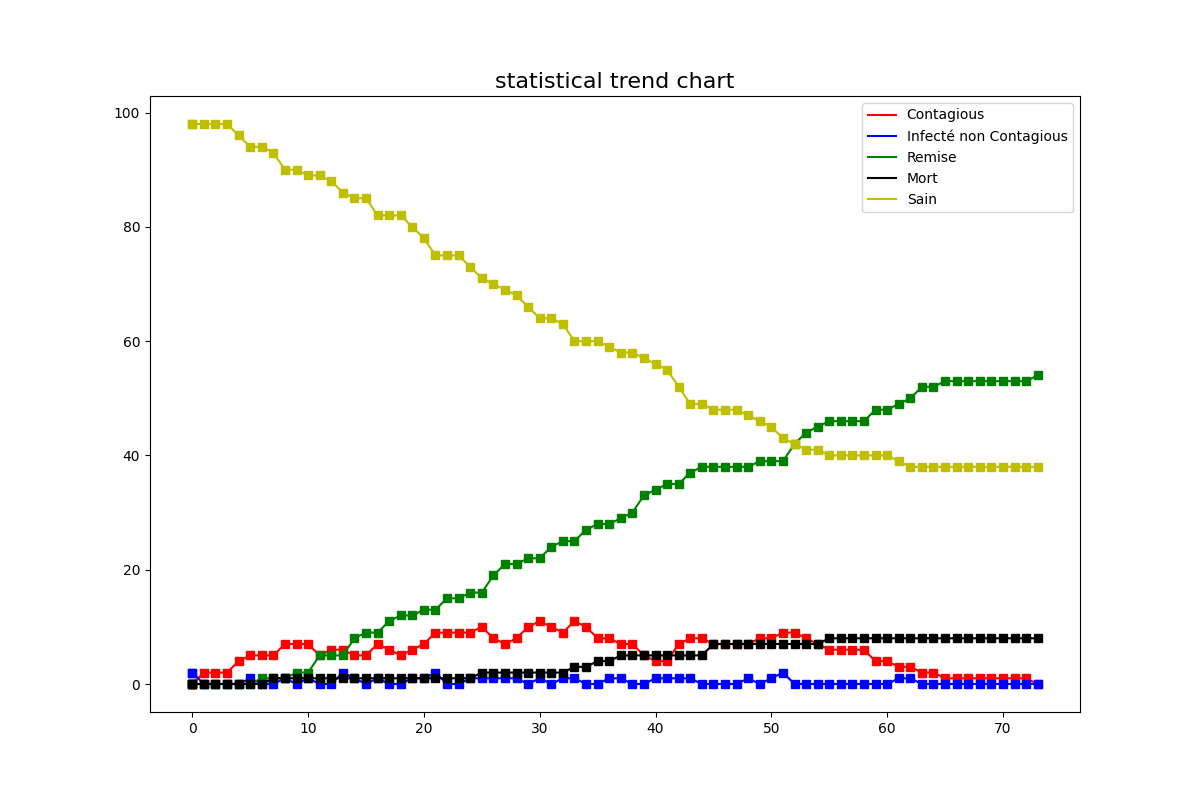 statistical trend chart
100
80
60
40
20
0
0 10 20 30 40 50 60 70
Contagious
Infecté non Contagious
Remise
Mort
Sain